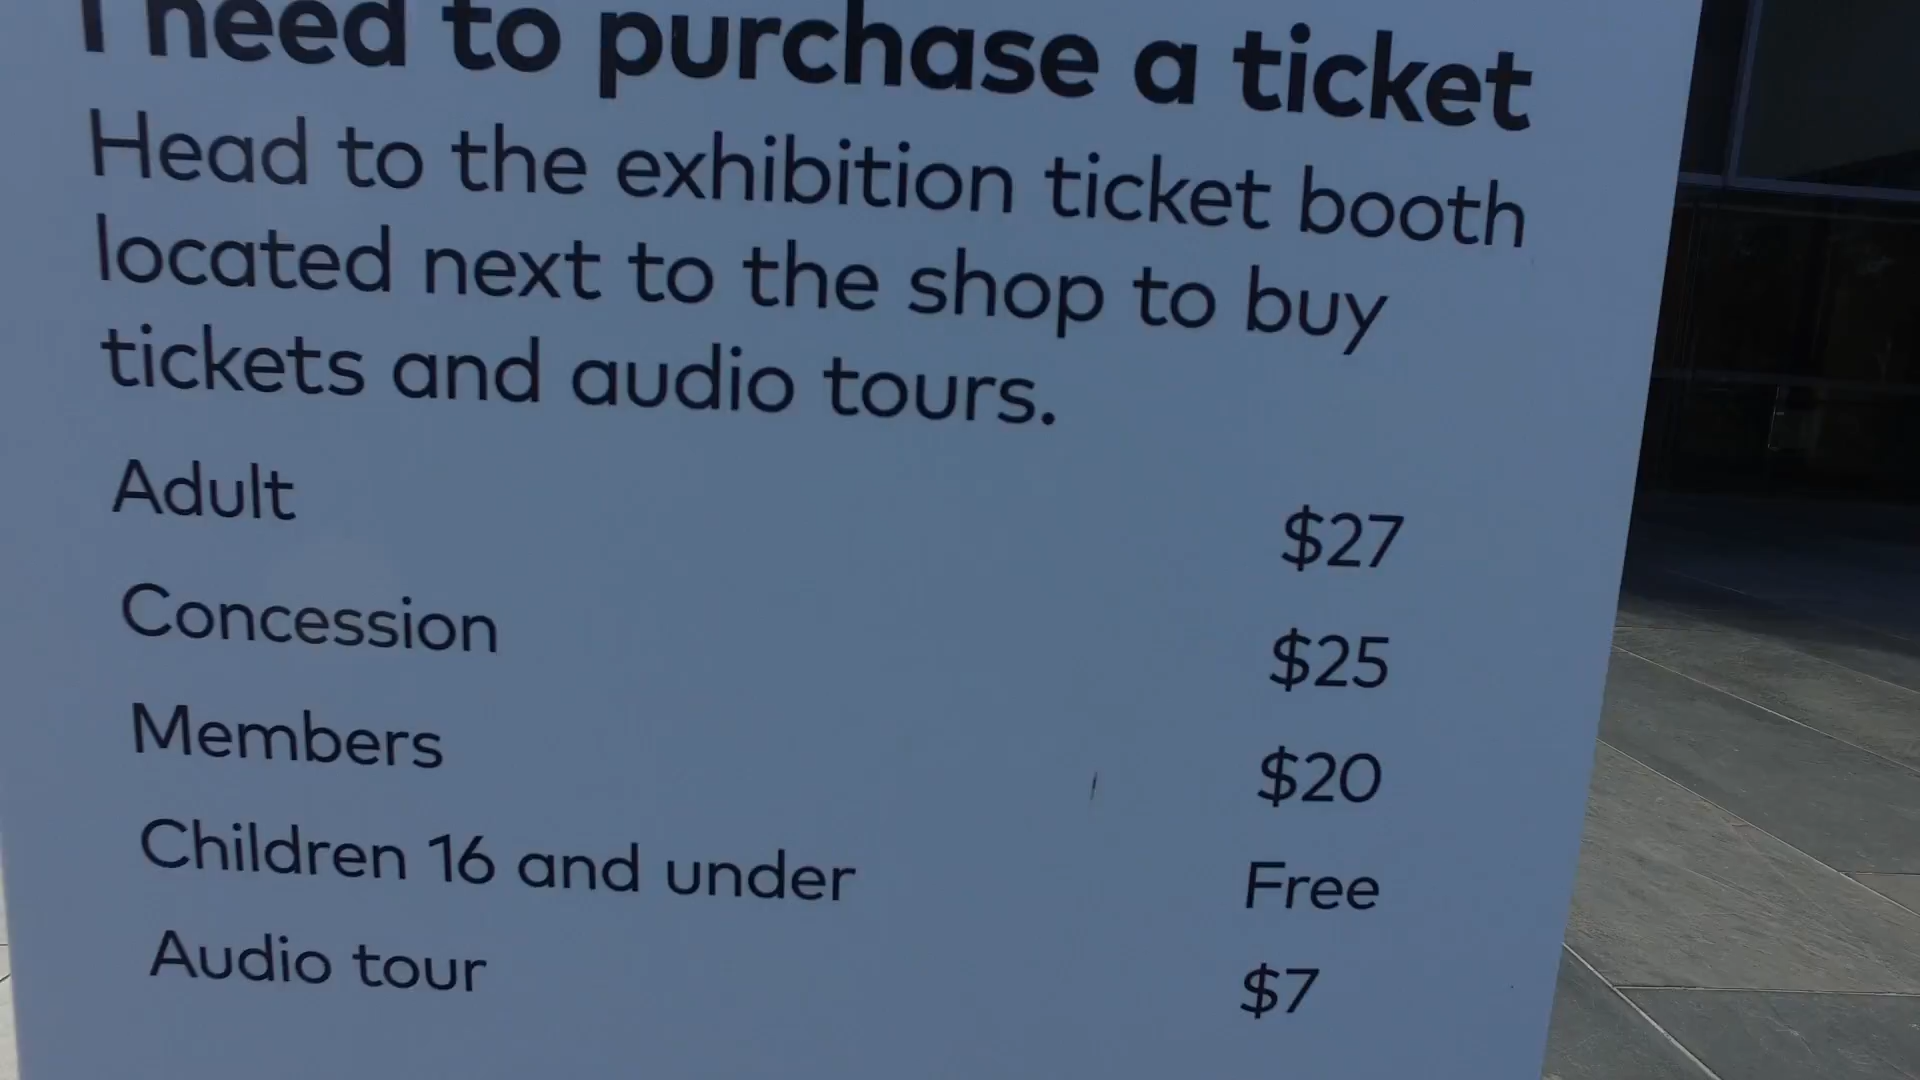 I need to purchase a ticket
Head to the exhibition ticket booth
located next to the shop to buy
tickets and audio tours.
Adult $27
Concession $25
Members $20
Children 16 and under Free
Audio tour $7